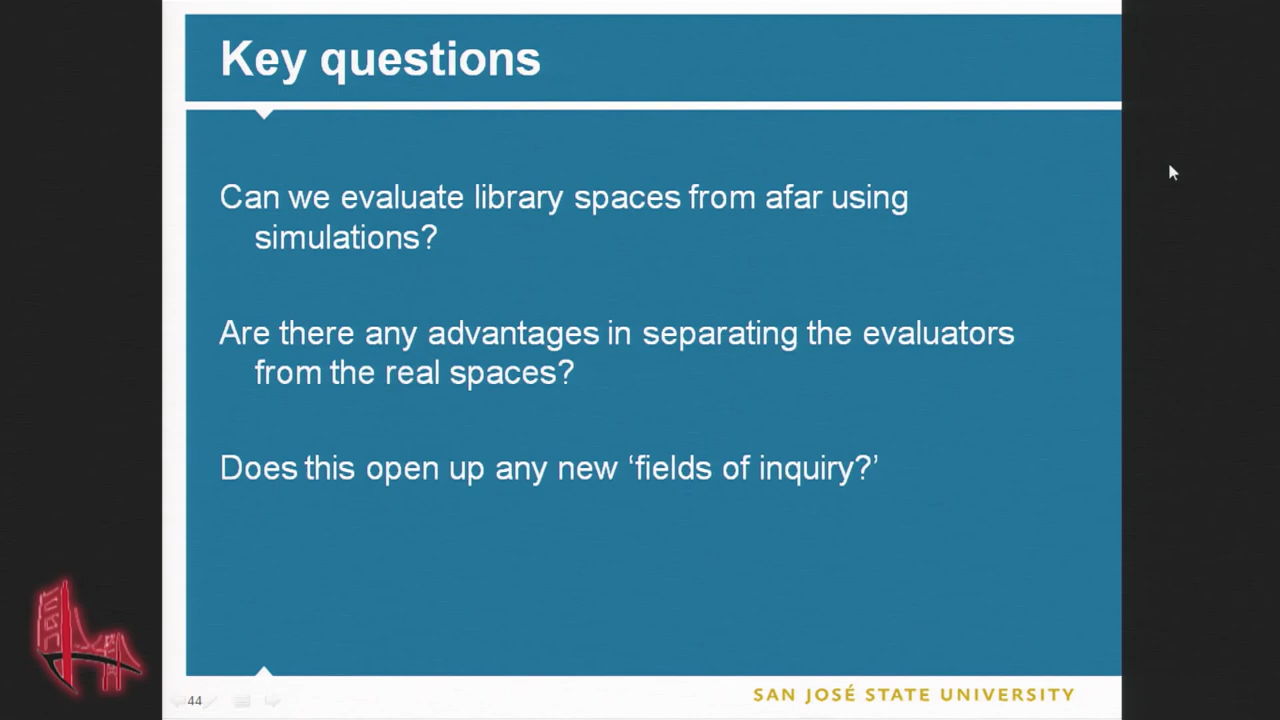 Key questions
Can we evaluate library spaces from afar using
simulations?
Are there any advantages in separating the evaluators
from the real spaces?
Does this open up any new ‘fields of inquiry?’
44
SAN JOSÉ STATE UNIVERSITY